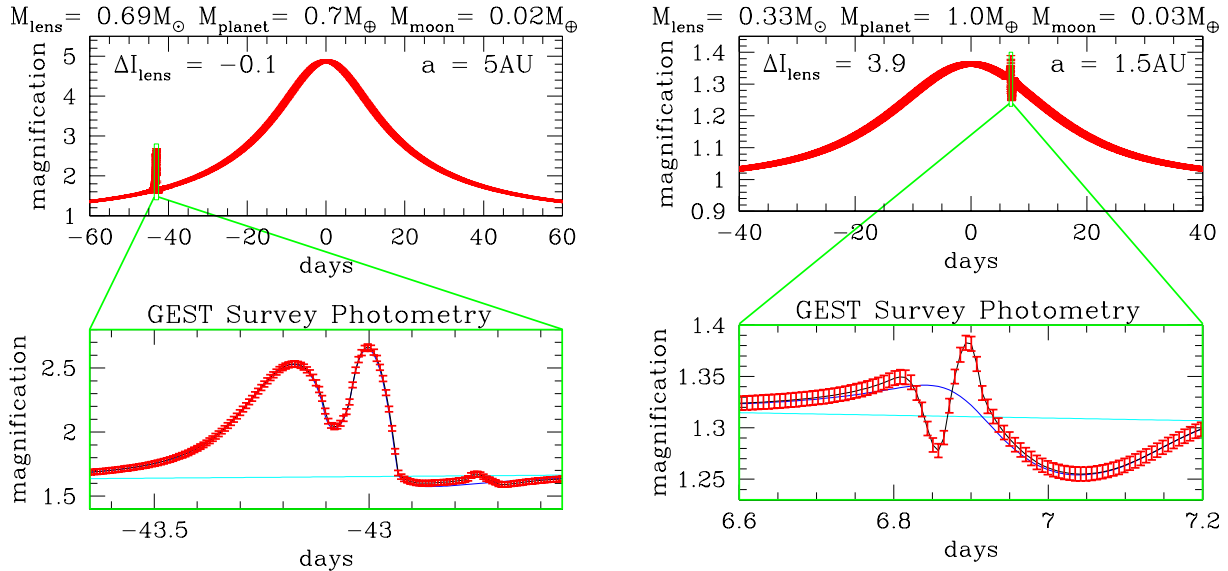 M_lens= 0.69M_⊙ M_planet= 0.7M_⊕ M_moon= 0.02M_⊕
ΔI_lens = −0.1 a = 5AU
magnification
5
4
3
2
1
−60 −40 −20 0 20 40 60
days
GEST Survey Photometry
magnification
2.5
2
1.5
−43.5 −43
days
M_lens= 0.33M_⊙ M_planet= 1.0M_⊕ M_moon= 0.03M_⊕
ΔI_lens = 3.9 a = 1.5AU
magnification
1.4
1.3
1.2
1.1
1
0.9
−40 −20 0 20 40
days
GEST Survey Photometry
magnification
1.4
1.35
1.3
1.25
6.6 6.8 7 7.2
days